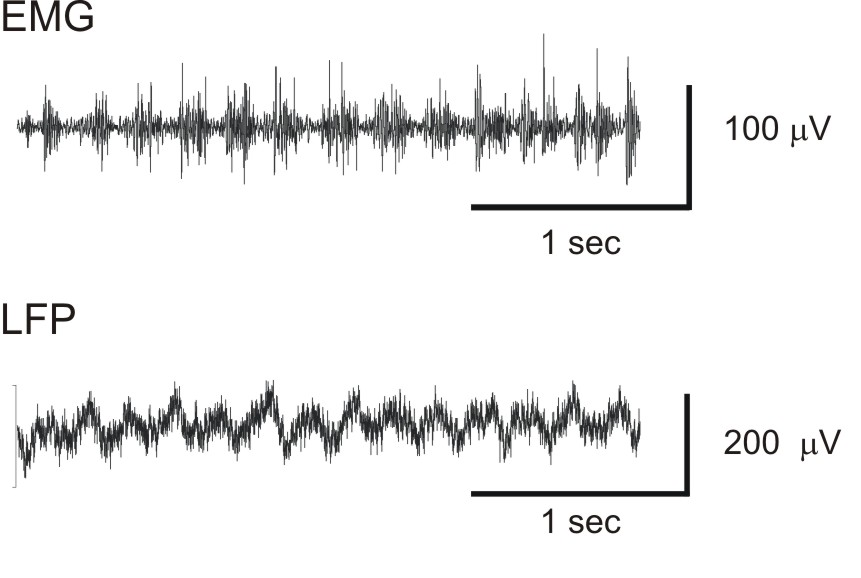 EMG
100 μV
1 sec
LFP
200 μV
1 sec